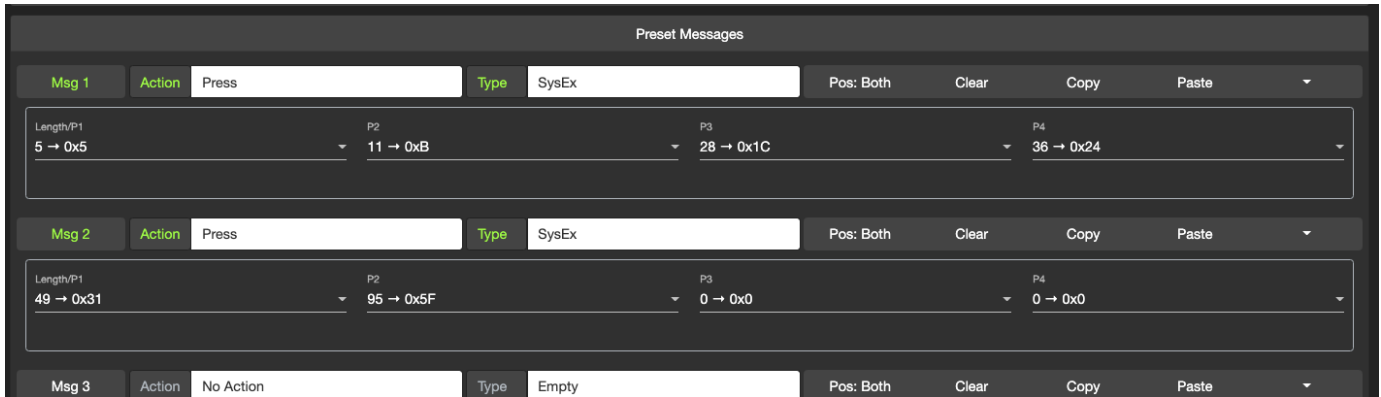 Preset Messages
Msg 1 Action Press Type SysEx Pos: Both Clear Copy Paste
Length/P1 P2 P3 P4
5 → 0x5 11 → 0xB 28 → 0x1C 36 → 0x24
Msg 2 Action Press Type SysEx Pos: Both Clear Copy Paste
Length/P1 P2 P3 P4
49 → 0x31 95 → 0x5F 0 → 0x0 0 → 0x0
Msg 3 Action No Action Type Empty Pos: Both Clear Copy Paste